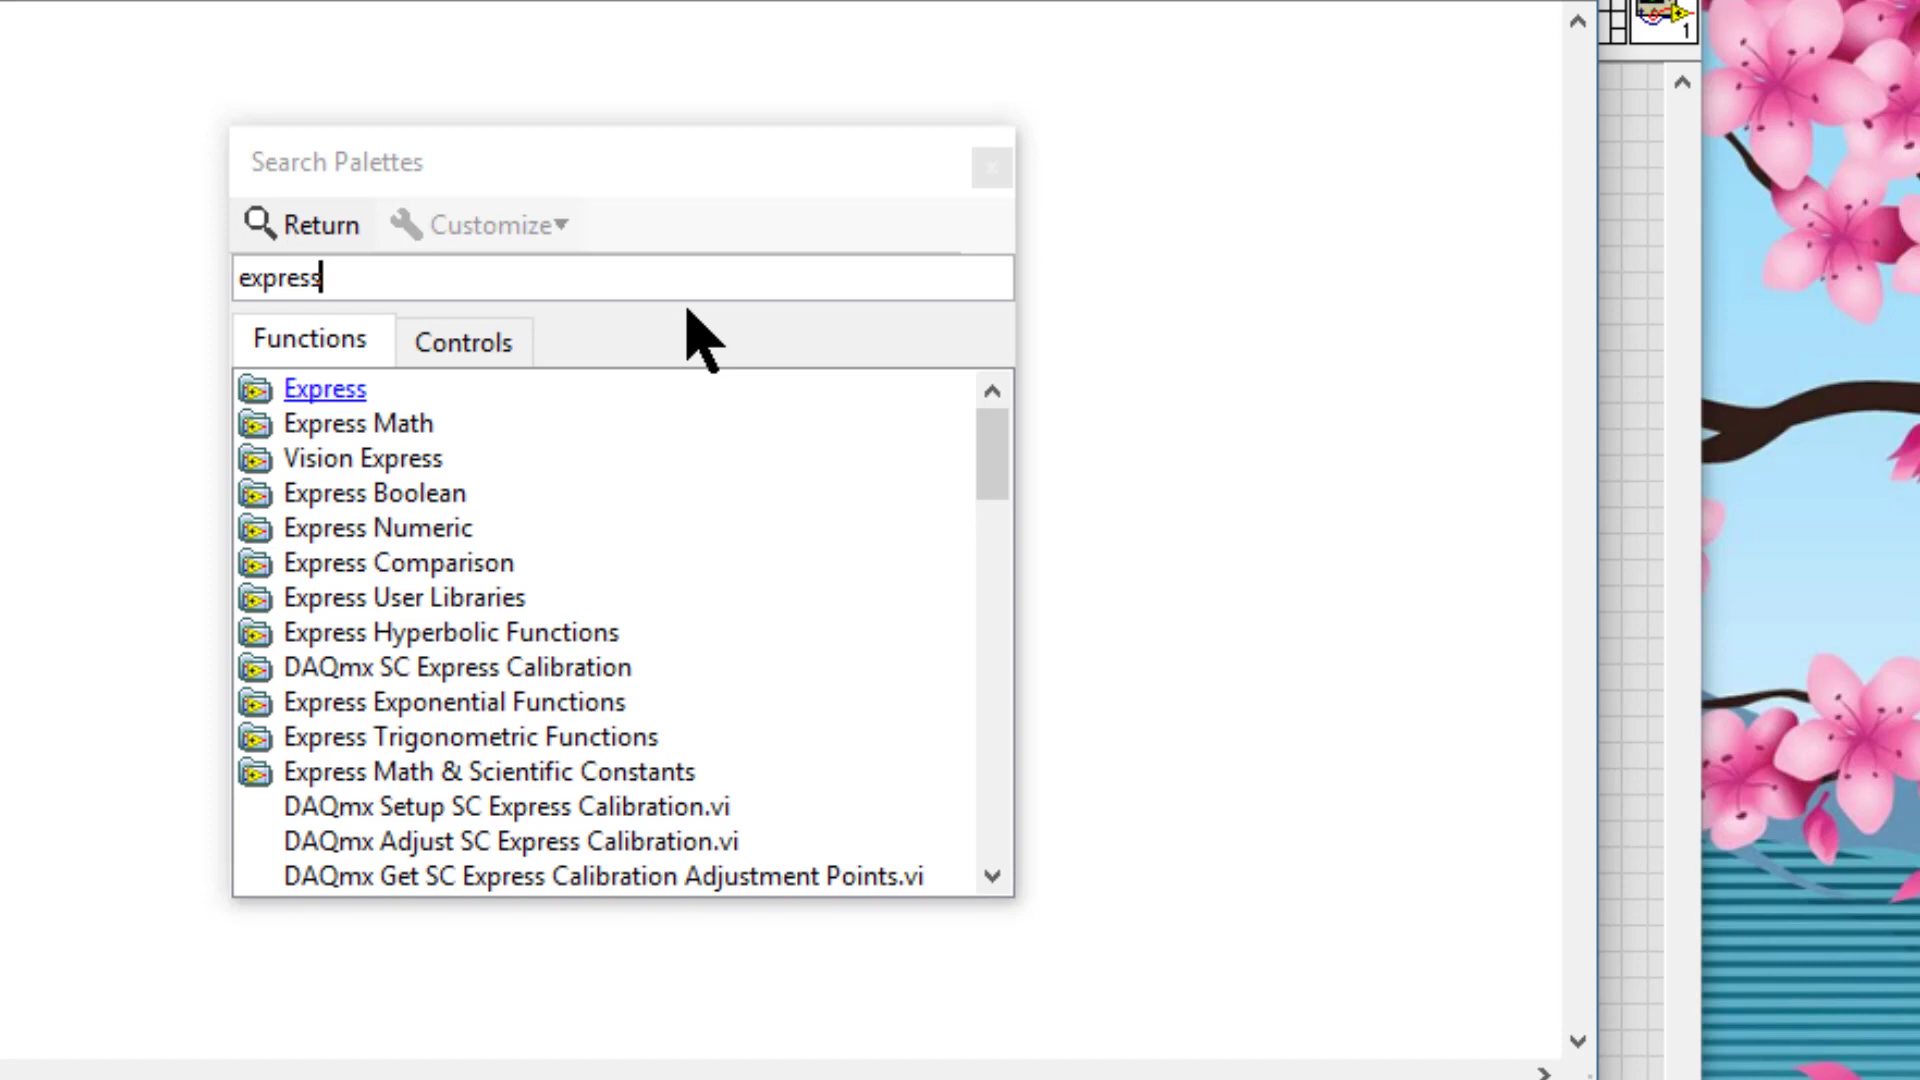 1
Search Palettes
Return Customize
express
Functions Controls
Express
Express Math
Vision Express
Express Boolean
Express Numeric
Express Comparison
Express User Libraries
Express Hyperbolic Functions
DAQmx SC Express Calibration
Express Exponential Functions
Express Trigonometric Functions
Express Math & Scientific Constants
DAQmx Setup SC Express Calibration.vi
DAQmx Adjust SC Express Calibration.vi
DAQmx Get SC Express Calibration Adjustment Points.vi